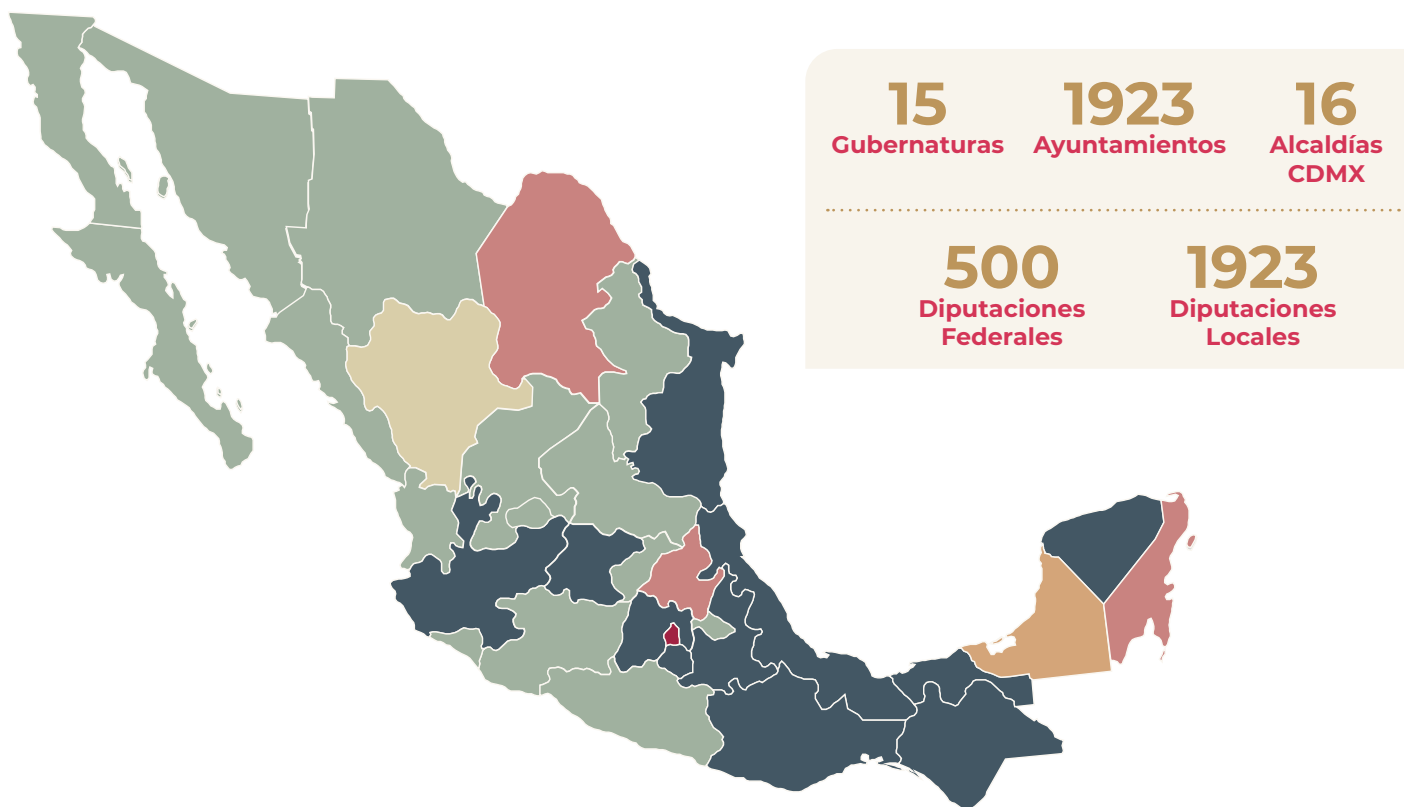 15
Gubernaturas
1923
Ayuntamientos
16
Alcaldías
CDMX
500
Diputaciones
Federales
1923
Diputaciones
Locales